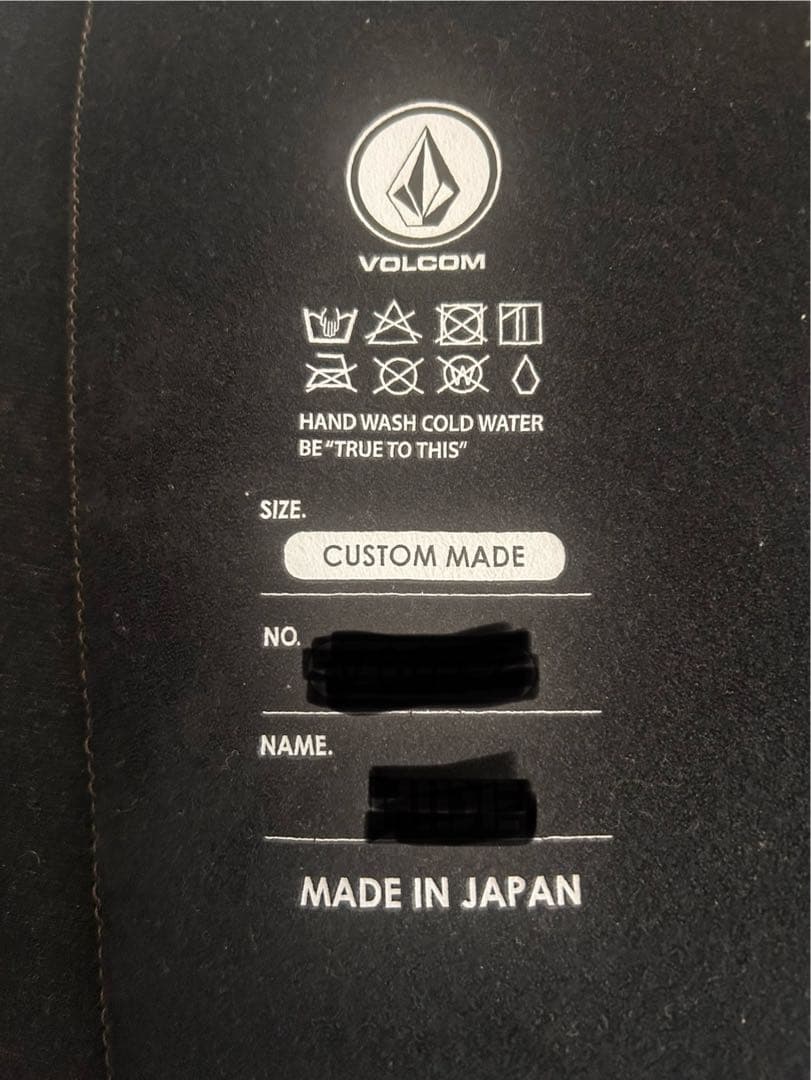 VOLCOM
HAND WASH COLD WATER
BE “TRUE TO THIS”
SIZE.
CUSTOM MADE
NO.
NAME.
MADE IN JAPAN